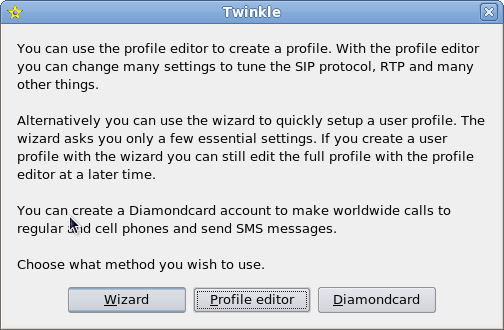 Twinkle
You can use the profile editor to create a profile. With the profile editor
you can change many settings to tune the SIP protocol, RTP and many
other things.
Alternatively you can use the wizard to quickly setup a user profile. The
wizard asks you only a few essential settings. If you create a user
profile with the wizard you can still edit the full profile with the profile
editor at a later time.
You can create a Diamondcard account to make worldwide calls to
regular and cell phones and send SMS messages.
Choose what method you wish to use.
Wizard Profile editor Diamondcard